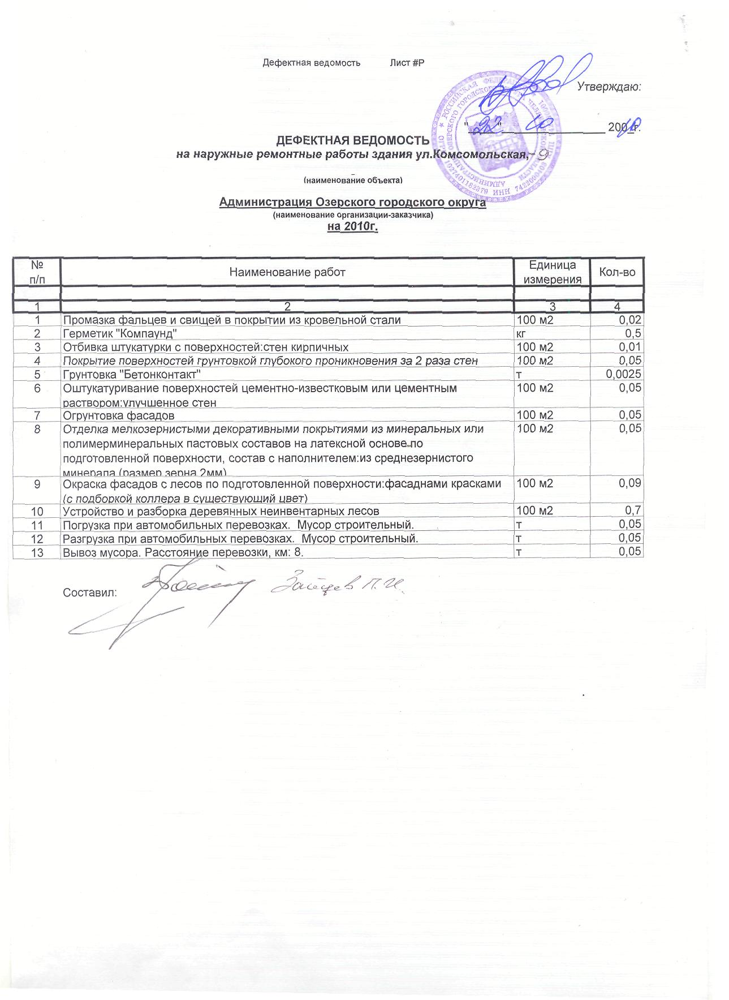 Дефектная ведомость Лист #Р
Утверждаю:
"22" 10 2010г.
ДЕФЕКТНАЯ ВЕДОМОСТЬ
на наружные ремонтные работы здания ул.Комсомольская,-9
(наименование объекта)
Администрация Озерского городского округа
(наименование организации-заказчика)
на 2010г.
№ п/п Наименование работ Единица измерения Кол-во
1 2 3 4
1 Промазка фальцев и свищей в покрытии из кровельной стали 100 м2 0,02
2 Герметик "Компаунд" кг 0,5
3 Отбивка штукатурки с поверхностей:стен кирпичных 100 м2 0,01
4 Покрытие поверхностей грунтовкой глубокого проникновения за 2 раза стен 100 м2 0,05
5 Грунтовка "Бетонконтакт" т 0,0025
6 Оштукатуривание поверхностей цементно-известковым или цементным 100 м2 0,05
раствором:улучшенное стен
7 Огрунтовка фасадов 100 м2 0,05
8 Отделка мелкозернистыми декоративными покрытиями из минеральных или 100 м2 0,05
полимерминеральных пастовых составов на латексной основе по
подготовленной поверхности, состав с наполнителем:из среднезернистого
минерала (размер зерна 2мм)
9 Окраска фасадов с лесов по подготовленной поверхности:фасаднами красками 100 м2 0,09
(с подборкой коллера в существующий цвет)
10 Устройство и разборка деревянных неинвентарных лесов 100 м2 0,7
11 Погрузка при автомобильных перевозках. Мусор строительный. т 0,05
12 Разгрузка при автомобильных перевозках. Мусор строительный. т 0,05
13 Вывоз мусора. Расстояние перевозки, км: 8. т 0,05
Составил: Зайцев П.И.